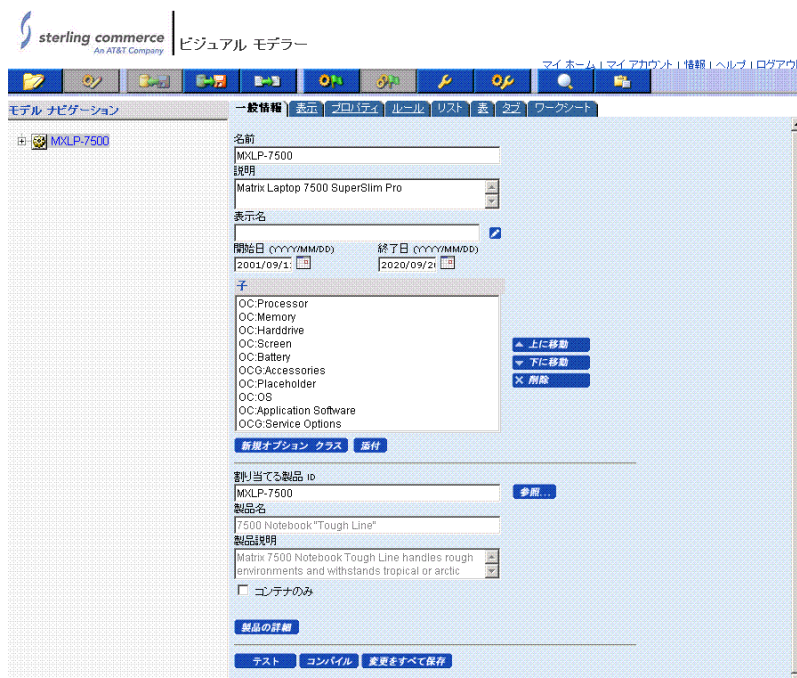 sterling commerce
An AT&T Company
ビジュアル モデラー
マイ ホーム | マイ アカウント | 情報 | ヘルプ | ログアウ
モデル ナビゲーション
一般情報 表示 プロパティ ルール リスト 表 タブ ワークシート
MXLP-7500
名前
MXLP-7500
説明
Matrix Laptop 7500 SuperSlim Pro
表示名
開始日 (YYYY/MM/DD) 終了日 (YYYY/MM/DD)
2001/09/1 2020/09/2
子
OC:Processor
OC:Memory
OC:Harddrive
OC:Screen
OC:Battery
OCG:Accessories
OC:Placeholder
OC:OS
OC:Application Software
OCG:Service Options
上に移動
下に移動
削除
新規オプション クラス 添付
割り当てる製品 ID
MXLP-7500 参照...
製品名
7500 Notebook "Tough Line"
製品説明
Matrix 7500 Notebook Tough Line handles rough
environments and withstands tropical or arctic
コンテナのみ
製品の詳細
テスト コンパイル 変更をすべて保存